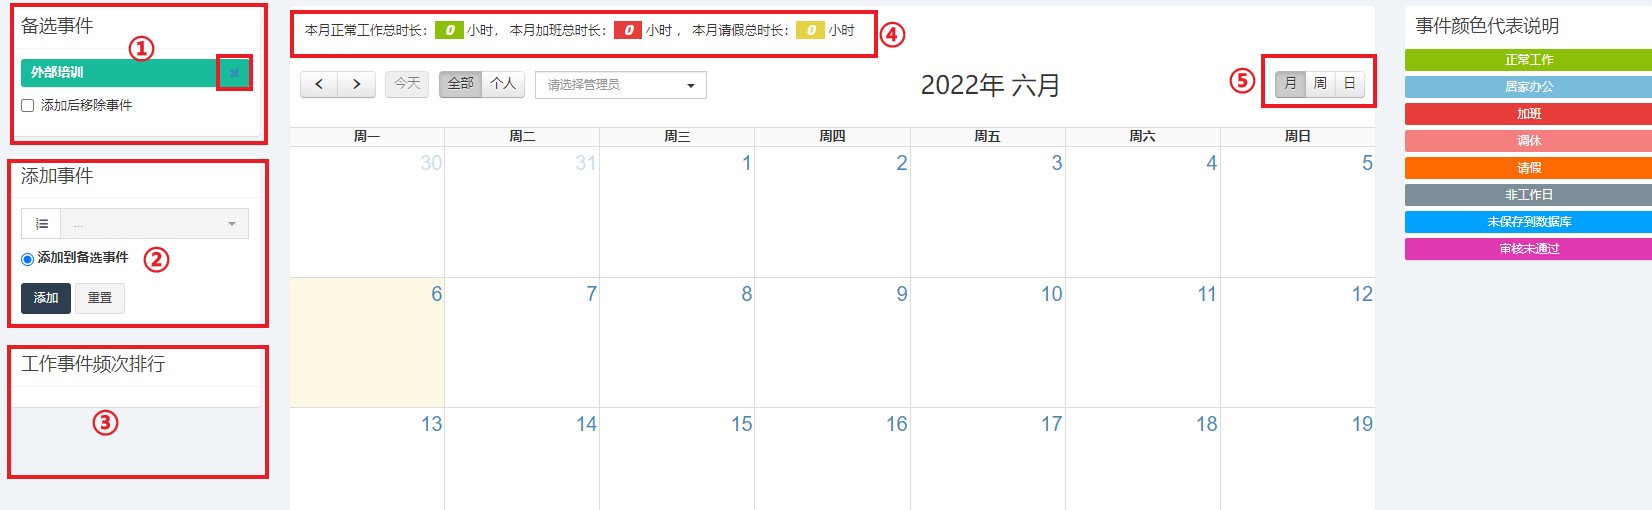 备选事件
①
外部培训
添加后移除事件
添加事件
...
添加到备选事件
②
添加 重置
工作事件频次排行
③
本月正常工作总时长： 0 小时， 本月加班总时长： 0 小时 ， 本月请假总时长： 0 小时
④
今天 全部 个人 请选择管理员
2022年 六月
⑤
月 周 日
周一 周二 周三 周四 周五 周六 周日
30 31 1 2 3 4 5
6 7 8 9 10 11 12
13 14 15 16 17 18 19
事件颜色代表说明
正常工作
居家办公
加班
调休
请假
非工作日
未保存到数据库
审核未通过